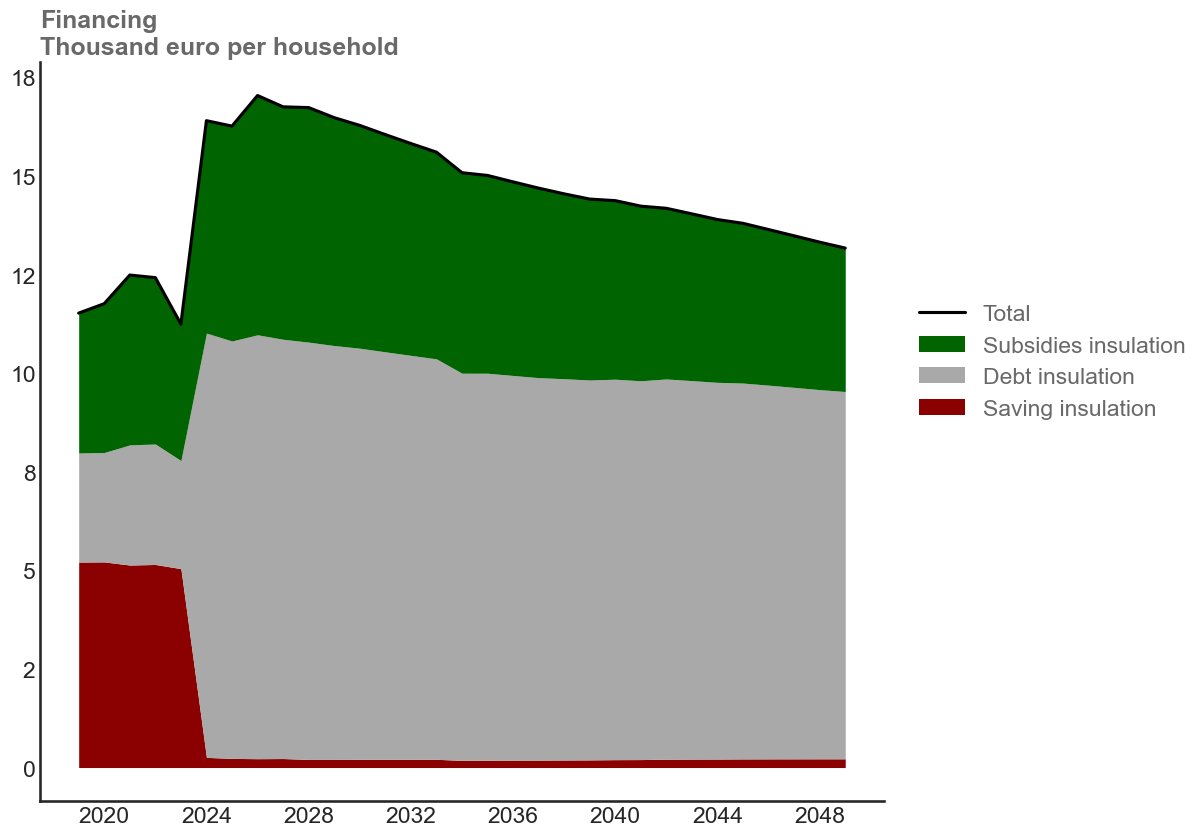 Financing
Thousand euro per household
18
15
12
10
8
5
2
0
2020 2024 2028 2032 2036 2040 2044 2048
Total
Subsidies insulation
Debt insulation
Saving insulation